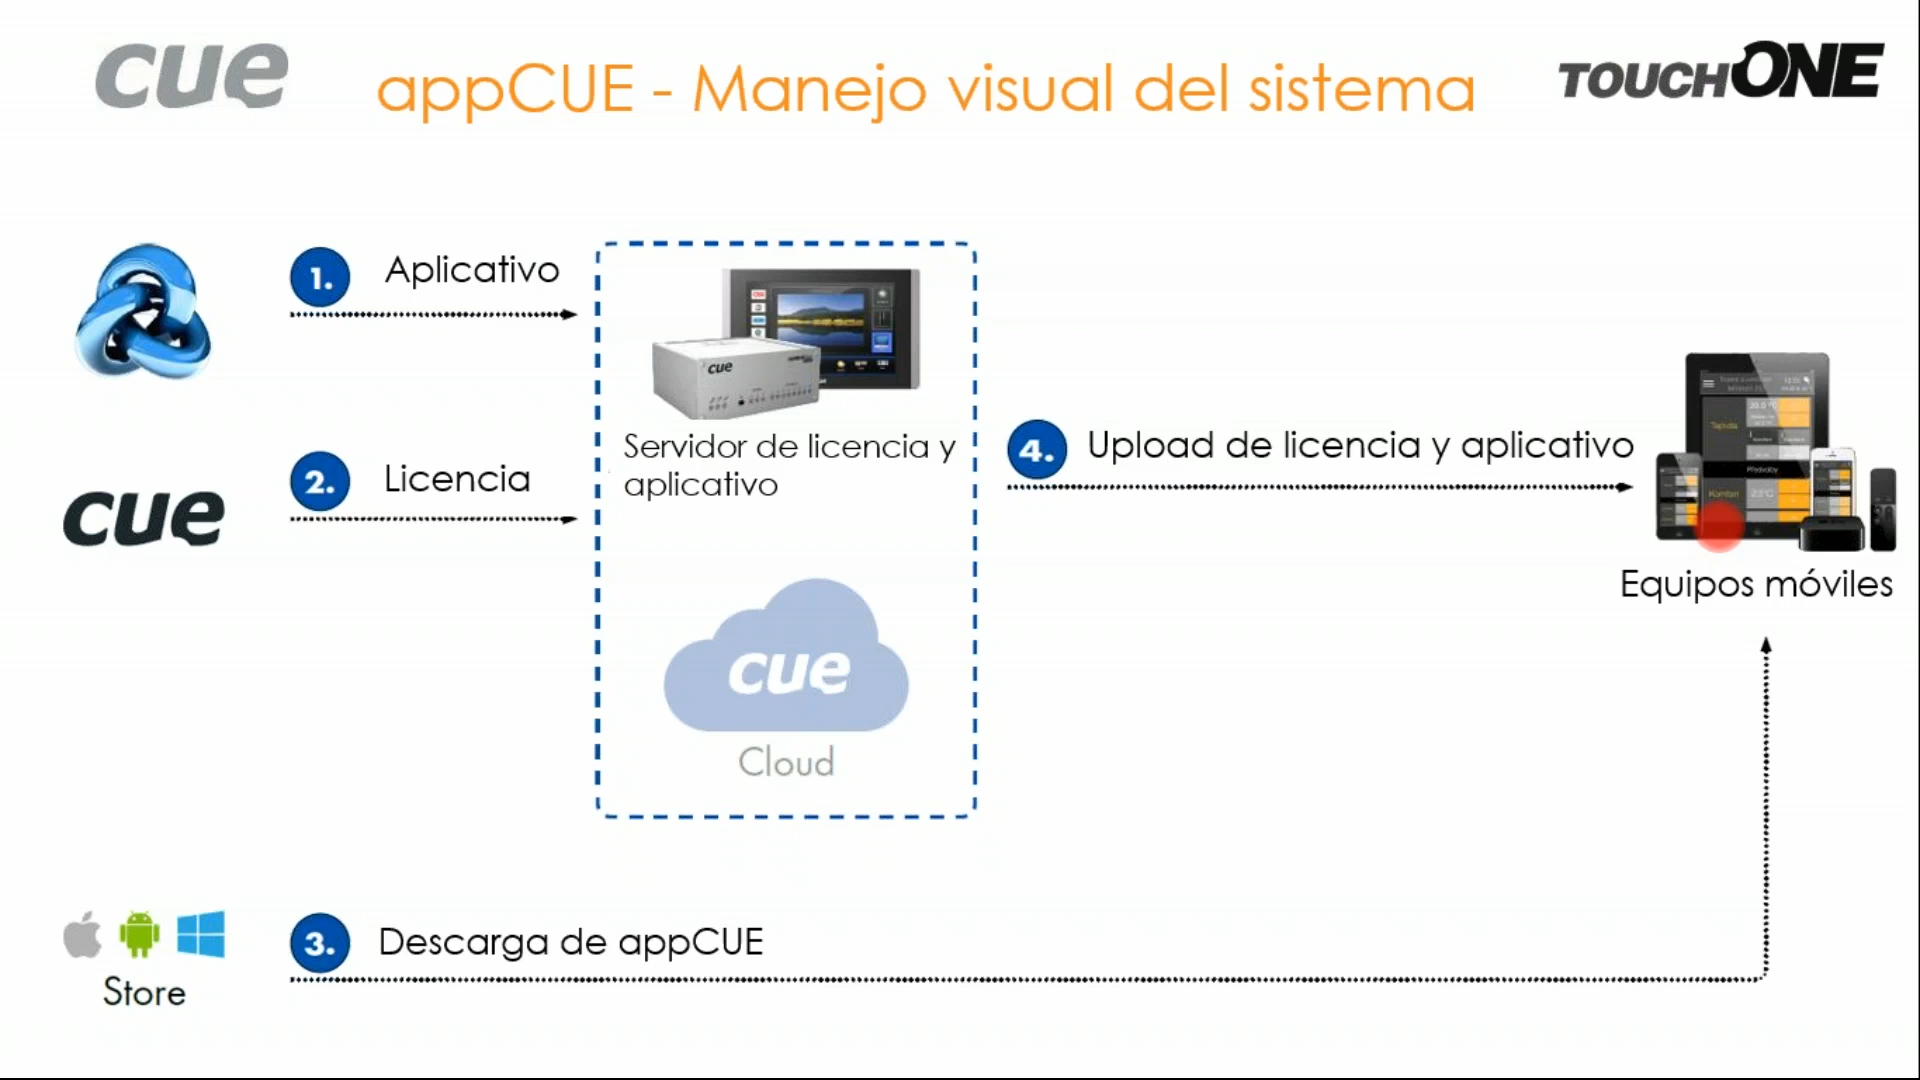 cue
appCUE - Manejo visual del sistema
TOUCHONE
1.
Aplicativo
cue
Servidor de licencia y
aplicativo
2.
Licencia
cue
4.
Upload de licencia y aplicativo
Equipos móviles
cue
Cloud
3.
Descarga de appCUE
Store